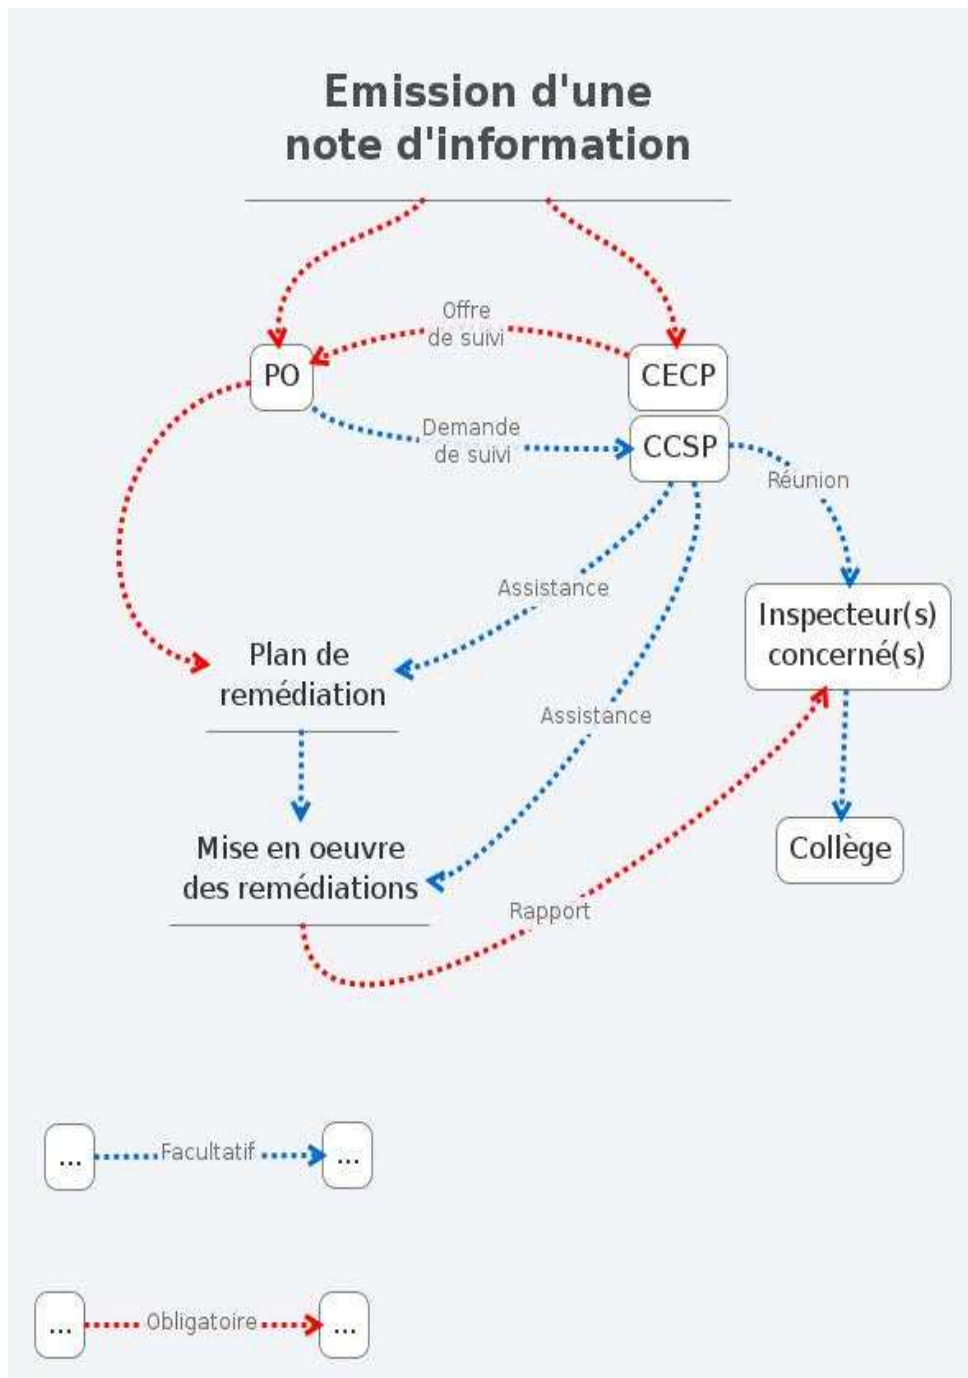 Emission d'une
note d'information
Offre
de suivi
PO
CECP
Demande
de suivi
CCSP
Réunion
Assistance
Inspecteur(s)
concerné(s)
Plan de
remédiation
Assistance
Mise en oeuvre
des remédiations
Collège
Rapport
...
Facultatif
...
...
Obligatoire
...